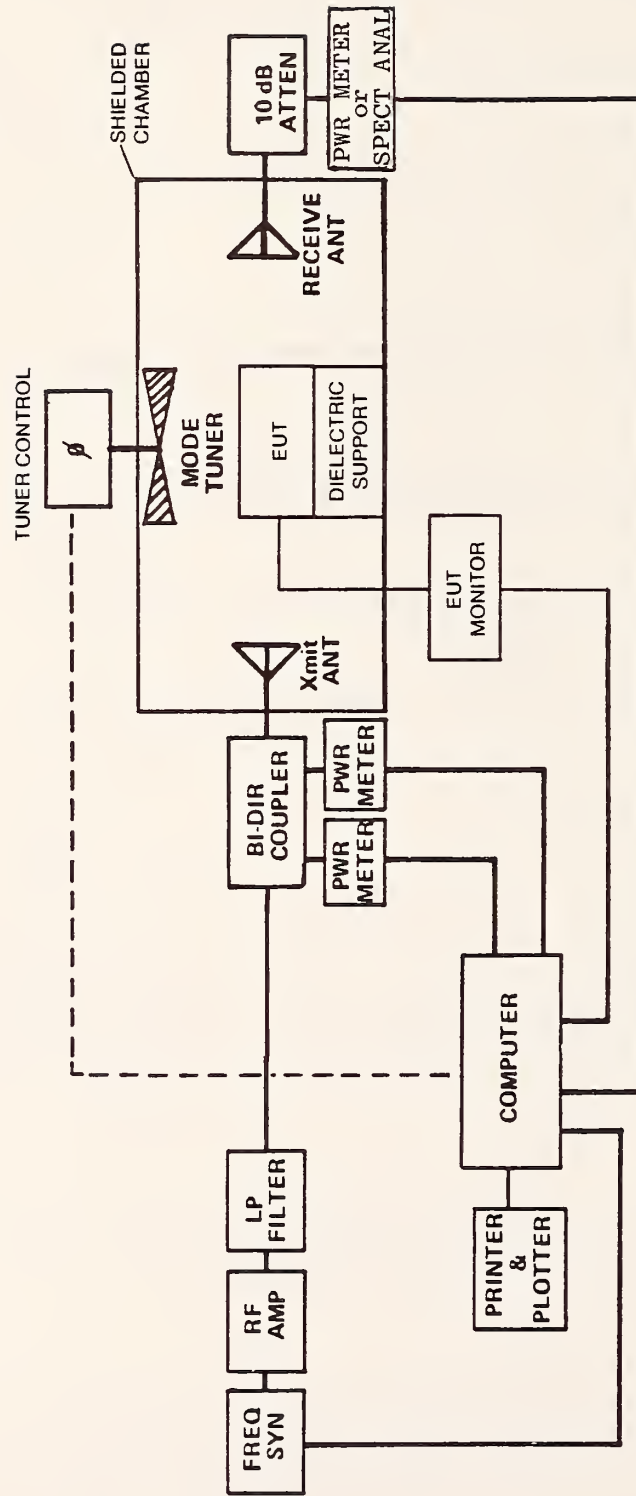 TUNER CONTROL
ø
SHIELDED
CHAMBER
MODE
TUNER
10 dB
ATTEN
RECEIVE
ANT
PWR METER
or
SPECT ANAL
EUT
DIELECTRIC
SUPPORT
Xmit
ANT
BI-DIR
COUPLER
PWR
METER
PWR
METER
EUT
MONITOR
FREQ
SYN
RF
AMP
LP
FILTER
COMPUTER
PRINTER
&
PLOTTER